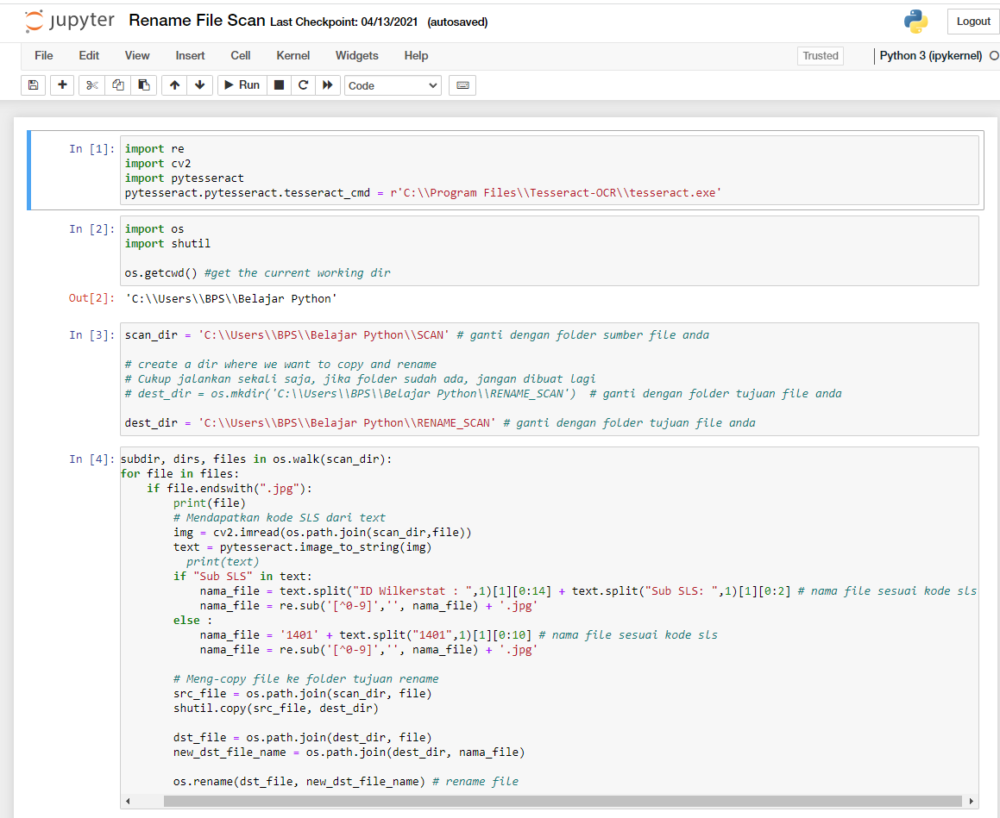 jupyter Rename File Scan Last Checkpoint: 04/13/2021 (autosaved) Logout
File Edit View Insert Cell Kernel Widgets Help Trusted Python 3 (ipykernel)
Run Code
In [1]: import re
import cv2
import pytesseract
pytesseract.pytesseract.tesseract_cmd = r'C:\\Program Files\\Tesseract-OCR\\tesseract.exe'
In [2]: import os
import shutil
os.getcwd() #get the current working dir
Out[2]: 'C:\\Users\\BPS\\Belajar Python'
In [3]: scan_dir = 'C:\\Users\\BPS\\Belajar Python\\SCAN' # ganti dengan folder sumber file anda
# create a dir where we want to copy and rename
# Cukup jalankan sekali saja, jika folder sudah ada, jangan dibuat lagi
# dest_dir = os.mkdir('C:\\Users\\BPS\\Belajar Python\\RENAME_SCAN')  # ganti dengan folder tujuan file anda
dest_dir = 'C:\\Users\\BPS\\Belajar Python\\RENAME_SCAN' # ganti dengan folder tujuan file anda
In [4]: subdir, dirs, files in os.walk(scan_dir):
for file in files:
    if file.endswith(".jpg"):
        print(file)
        # Mendapatkan kode SLS dari text
        img = cv2.imread(os.path.join(scan_dir,file))
        text = pytesseract.image_to_string(img)
          print(text)
        if "Sub SLS" in text:
            nama_file = text.split("ID Wilkerstat : ",1)[1][0:14] + text.split("Sub SLS: ",1)[1][0:2] # nama file sesuai kode sls
            nama_file = re.sub('[^0-9]','', nama_file) + '.jpg'
        else :
            nama_file = '1401' + text.split("1401",1)[1][0:10] # nama file sesuai kode sls
            nama_file = re.sub('[^0-9]','', nama_file) + '.jpg'
        # Meng-copy file ke folder tujuan rename
        src_file = os.path.join(scan_dir, file)
        shutil.copy(src_file, dest_dir)
        dst_file = os.path.join(dest_dir, file)
        new_dst_file_name = os.path.join(dest_dir, nama_file)
        os.rename(dst_file, new_dst_file_name) # rename file